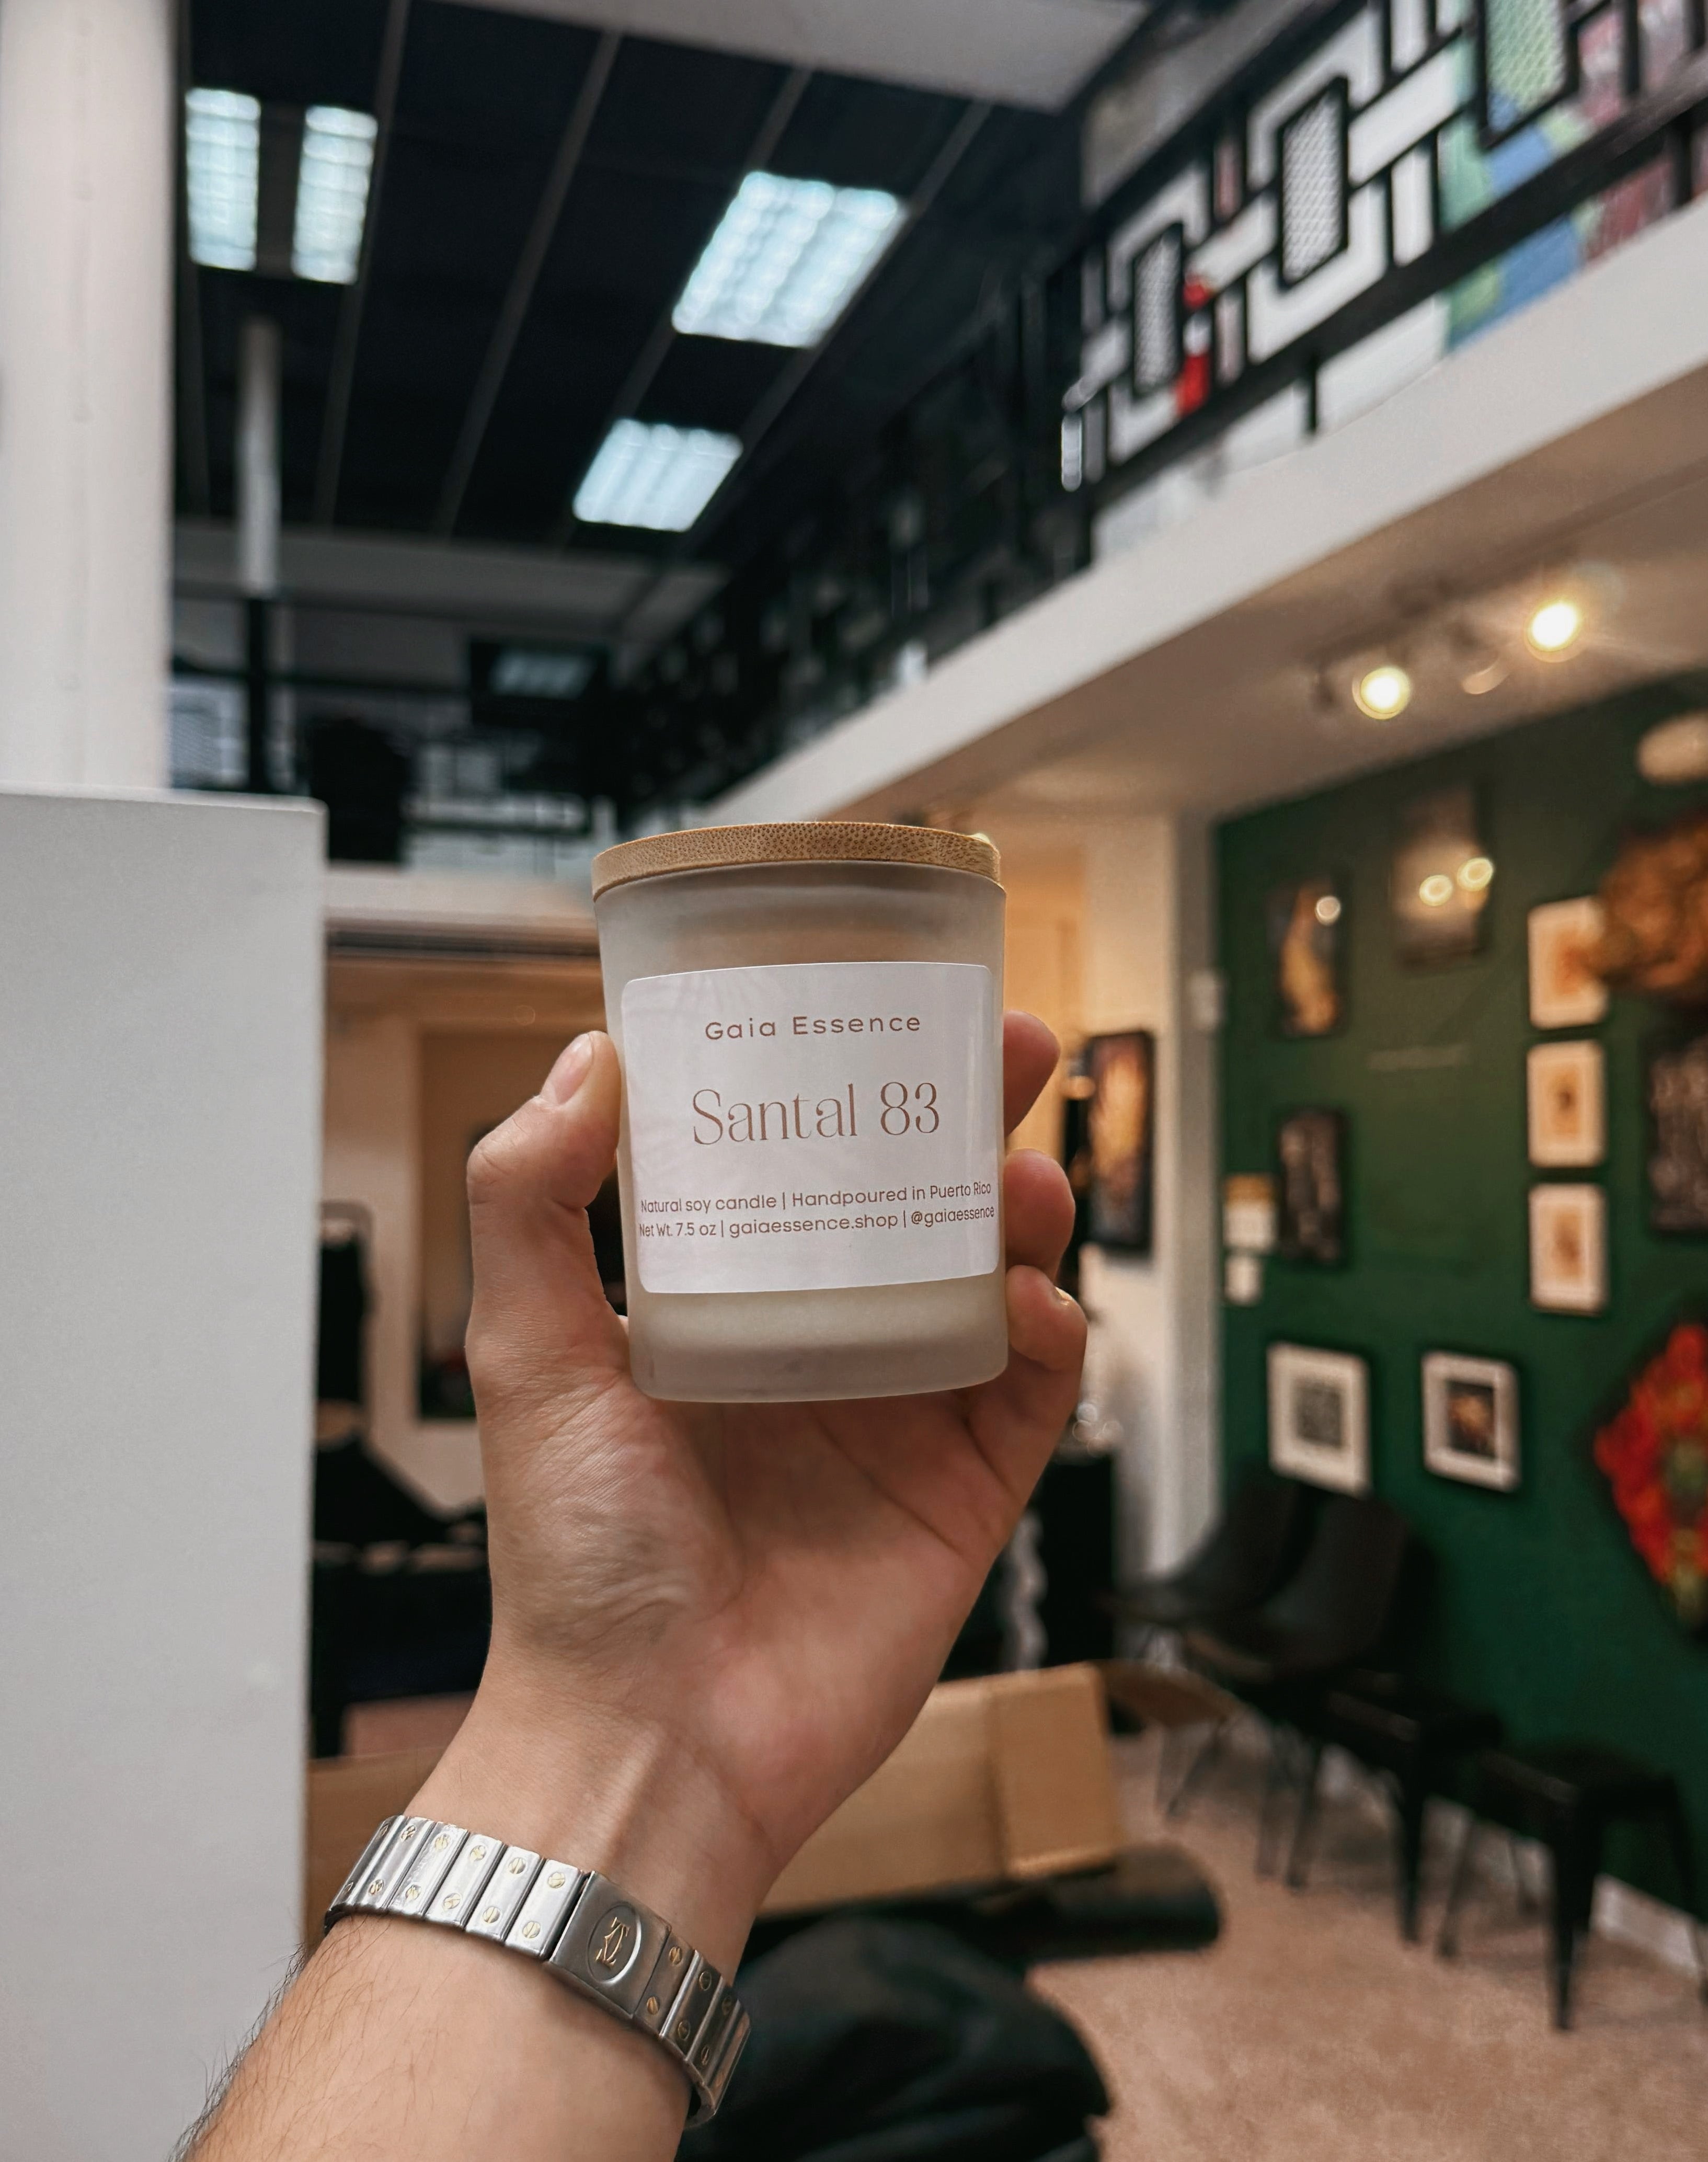 Gaia Essence
Santal 83
Natural soy candle | Handpoured in Puerto Rico
Net Wt. 7.5 oz | gaiaessence.shop | @gaiaessence